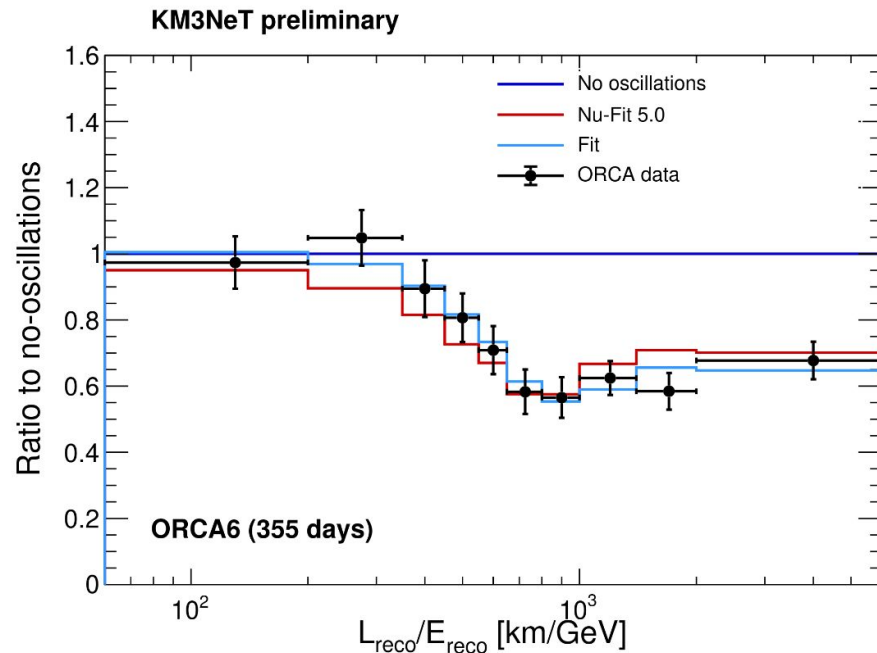 KM3NeT preliminary
1.6
1.4
1.2
1
0.8
0.6
0.4
0.2
0
Ratio to no-oscillations
No oscillations
Nu-Fit 5.0
Fit
ORCA data
ORCA6 (355 days)
10²
10³
L_reco/E_reco [km/GeV]